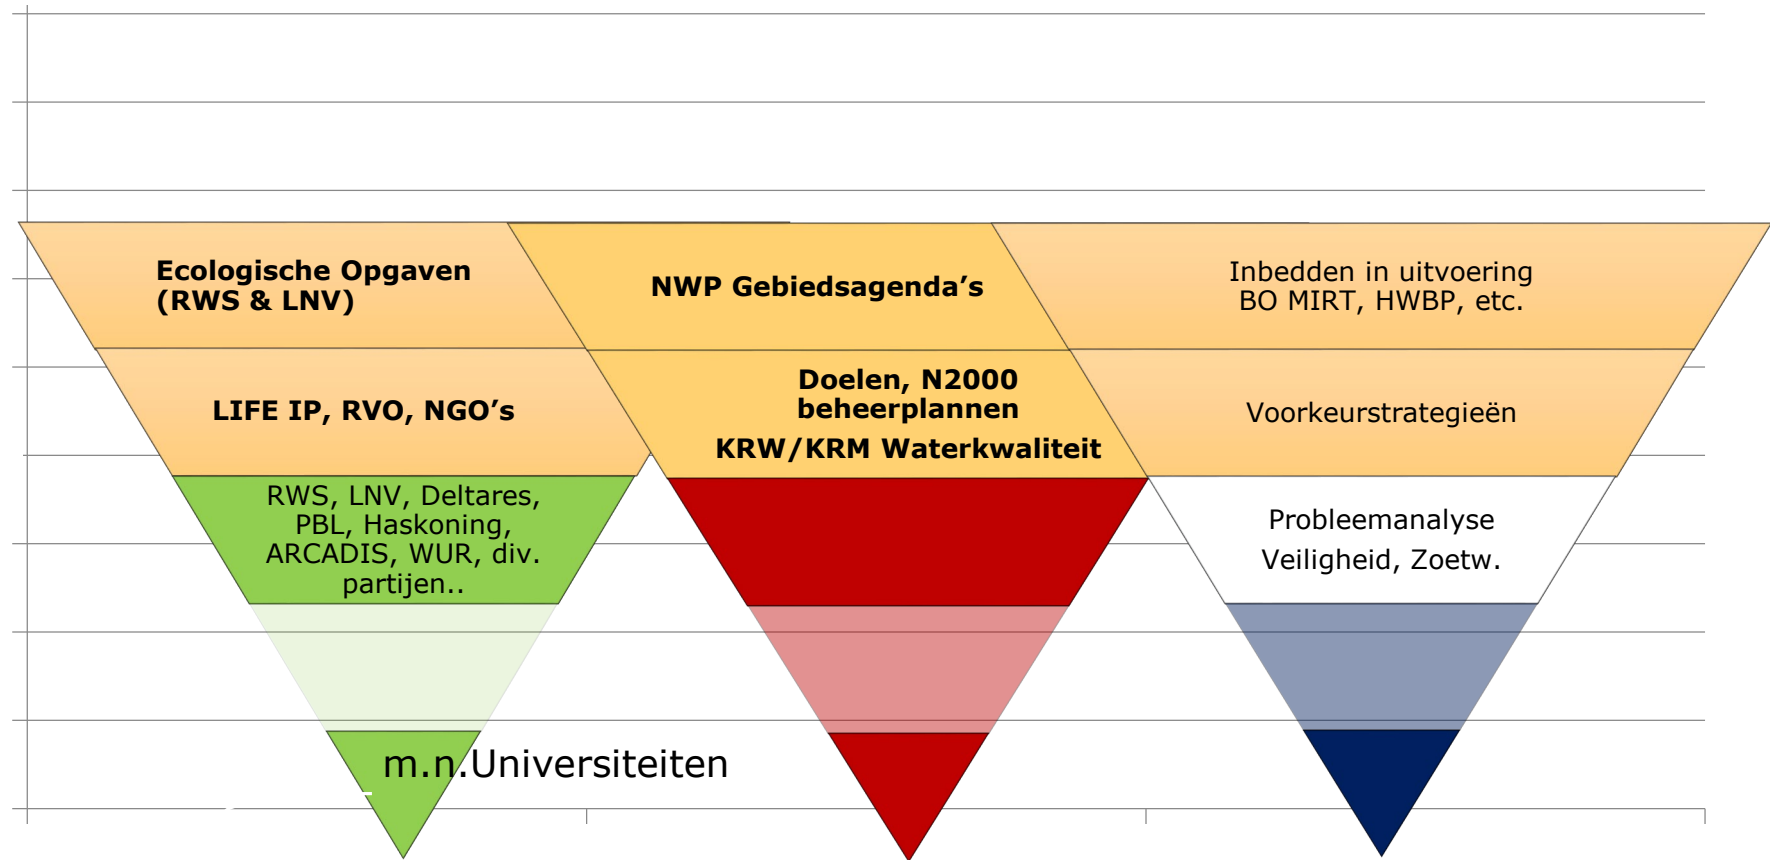 Ecologische Opgaven
(RWS & LNV)
NWP Gebiedsagenda’s
Inbedden in uitvoering
BO MIRT, HWBP, etc.
LIFE IP, RVO, NGO’s
Doelen, N2000
beheerplannen
KRW/KRM Waterkwaliteit
Voorkeurstrategieën
RWS, LNV, Deltares,
PBL, Haskoning,
ARCADIS, WUR, div.
partijen..
Probleemanalyse
Veiligheid, Zoetw.
m.n.Universiteiten